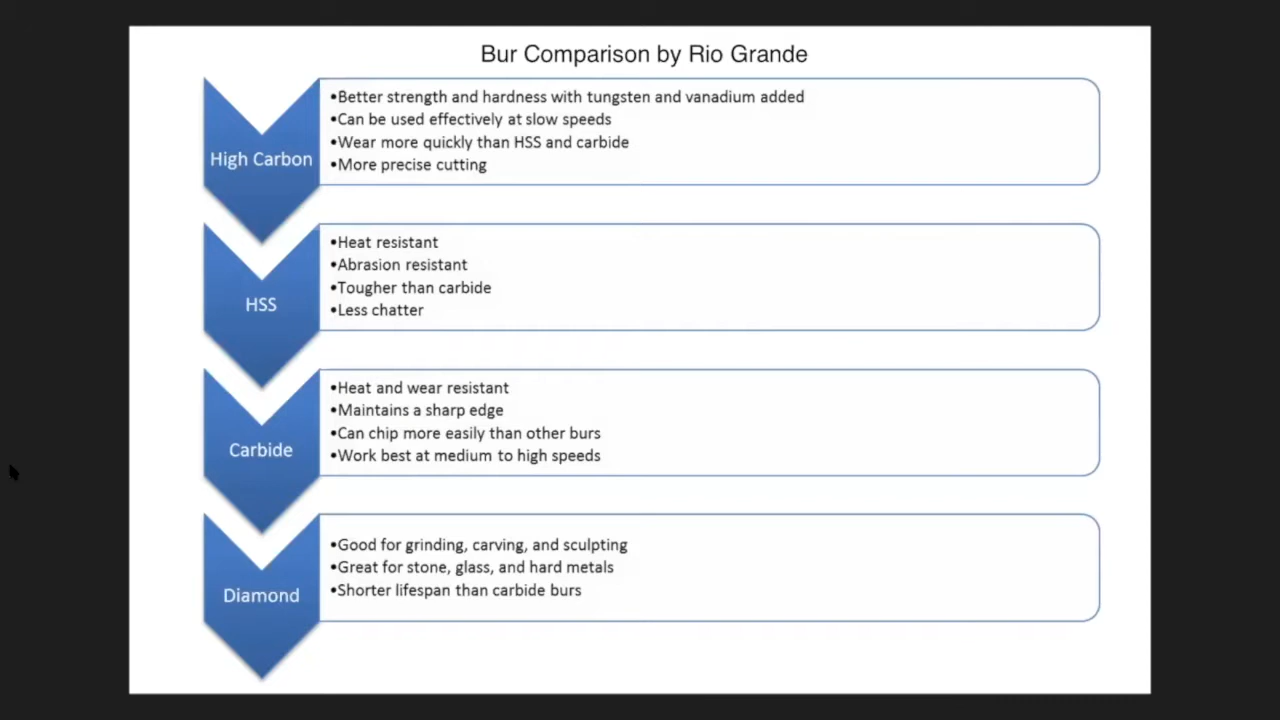 Bur Comparison by Rio Grande
High Carbon
•Better strength and hardness with tungsten and vanadium added
•Can be used effectively at slow speeds
•Wear more quickly than HSS and carbide
•More precise cutting
HSS
•Heat resistant
•Abrasion resistant
•Tougher than carbide
•Less chatter
Carbide
•Heat and wear resistant
•Maintains a sharp edge
•Can chip more easily than other burs
•Work best at medium to high speeds
Diamond
•Good for grinding, carving, and sculpting
•Great for stone, glass, and hard metals
•Shorter lifespan than carbide burs